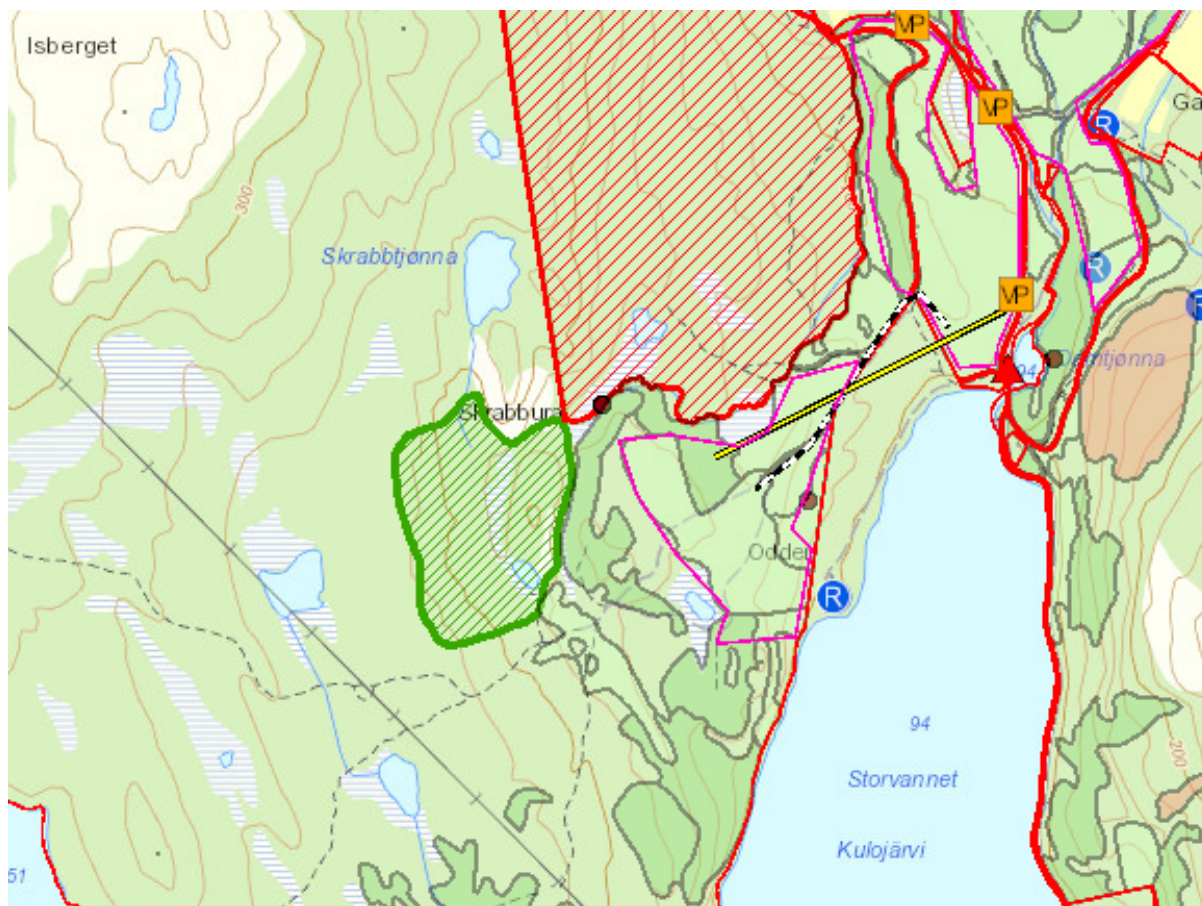 VP
Isberget
VP
Ga
R
300
Skrabbtjønna
R
VP
R
94
Skrabbura
Odden
R
94
200
Storvannet
Kulojärvi
51